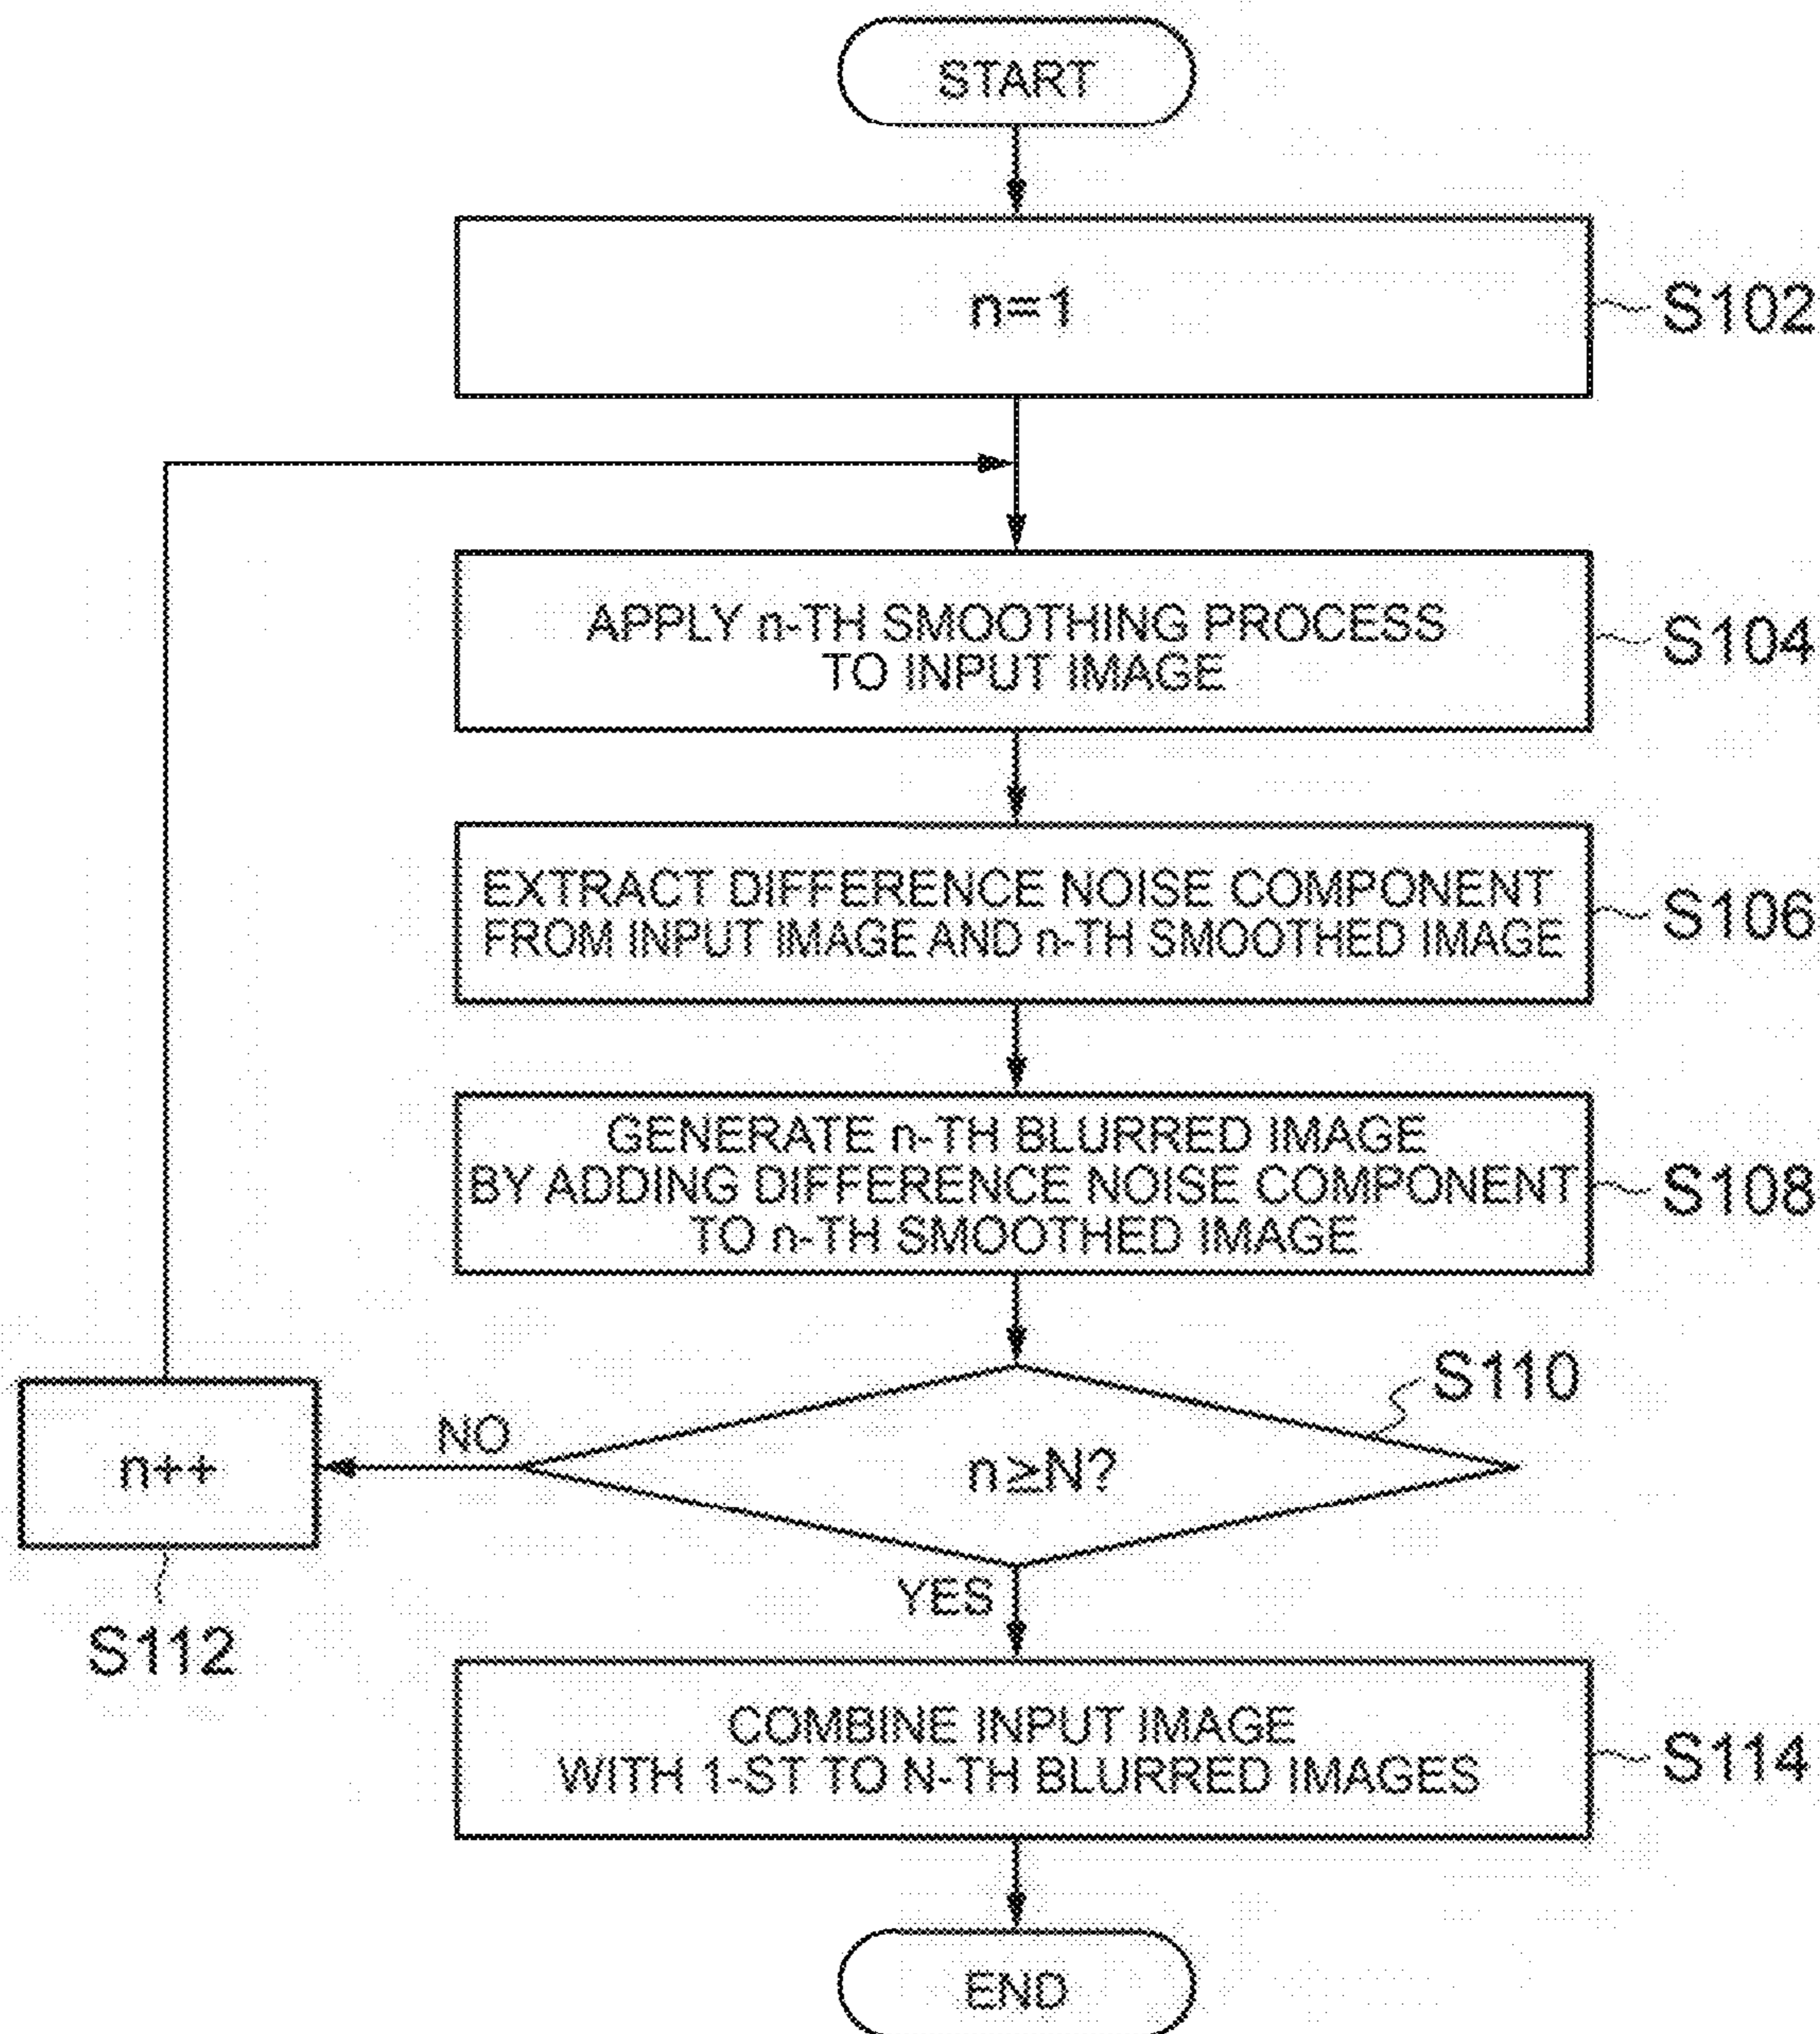 START
n=1
S102
APPLY n-TH SMOOTHING PROCESS
TO INPUT IMAGE
S104
EXTRACT DIFFERENCE NOISE COMPONENT
FROM INPUT IMAGE AND n-TH SMOOTHED IMAGE
S106
GENERATE n-TH BLURRED IMAGE
BY ADDING DIFFERENCE NOISE COMPONENT
TO n-TH SMOOTHED IMAGE
S108
S110
NO
n++
n≥N?
YES
S112
COMBINE INPUT IMAGE
WITH 1-ST TO N-TH BLURRED IMAGES
S114
END